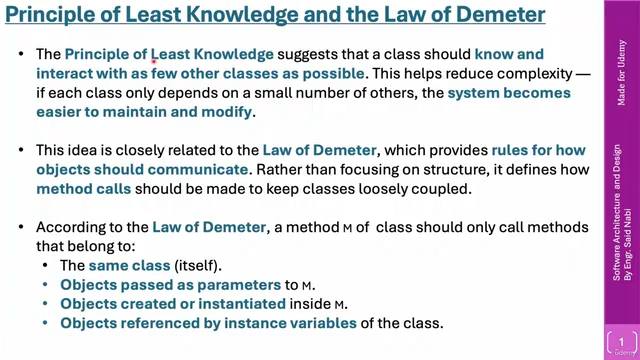 Principle of Least Knowledge and the Law of Demeter
• The Principle of Least Knowledge suggests that a class should know and
interact with as few other classes as possible. This helps reduce complexity —
if each class only depends on a small number of others, the system becomes
easier to maintain and modify.
• This idea is closely related to the Law of Demeter, which provides rules for how
objects should communicate. Rather than focusing on structure, it defines how
method calls should be made to keep classes loosely coupled.
• According to the Law of Demeter, a method M of class should only call methods
that belong to:
• The same class (itself).
• Objects passed as parameters to M.
• Objects created or instantiated inside M.
• Objects referenced by instance variables of the class.
Made for Udemy
Software Architecture and Design
By Engr. Said Nabi
1
Udemy